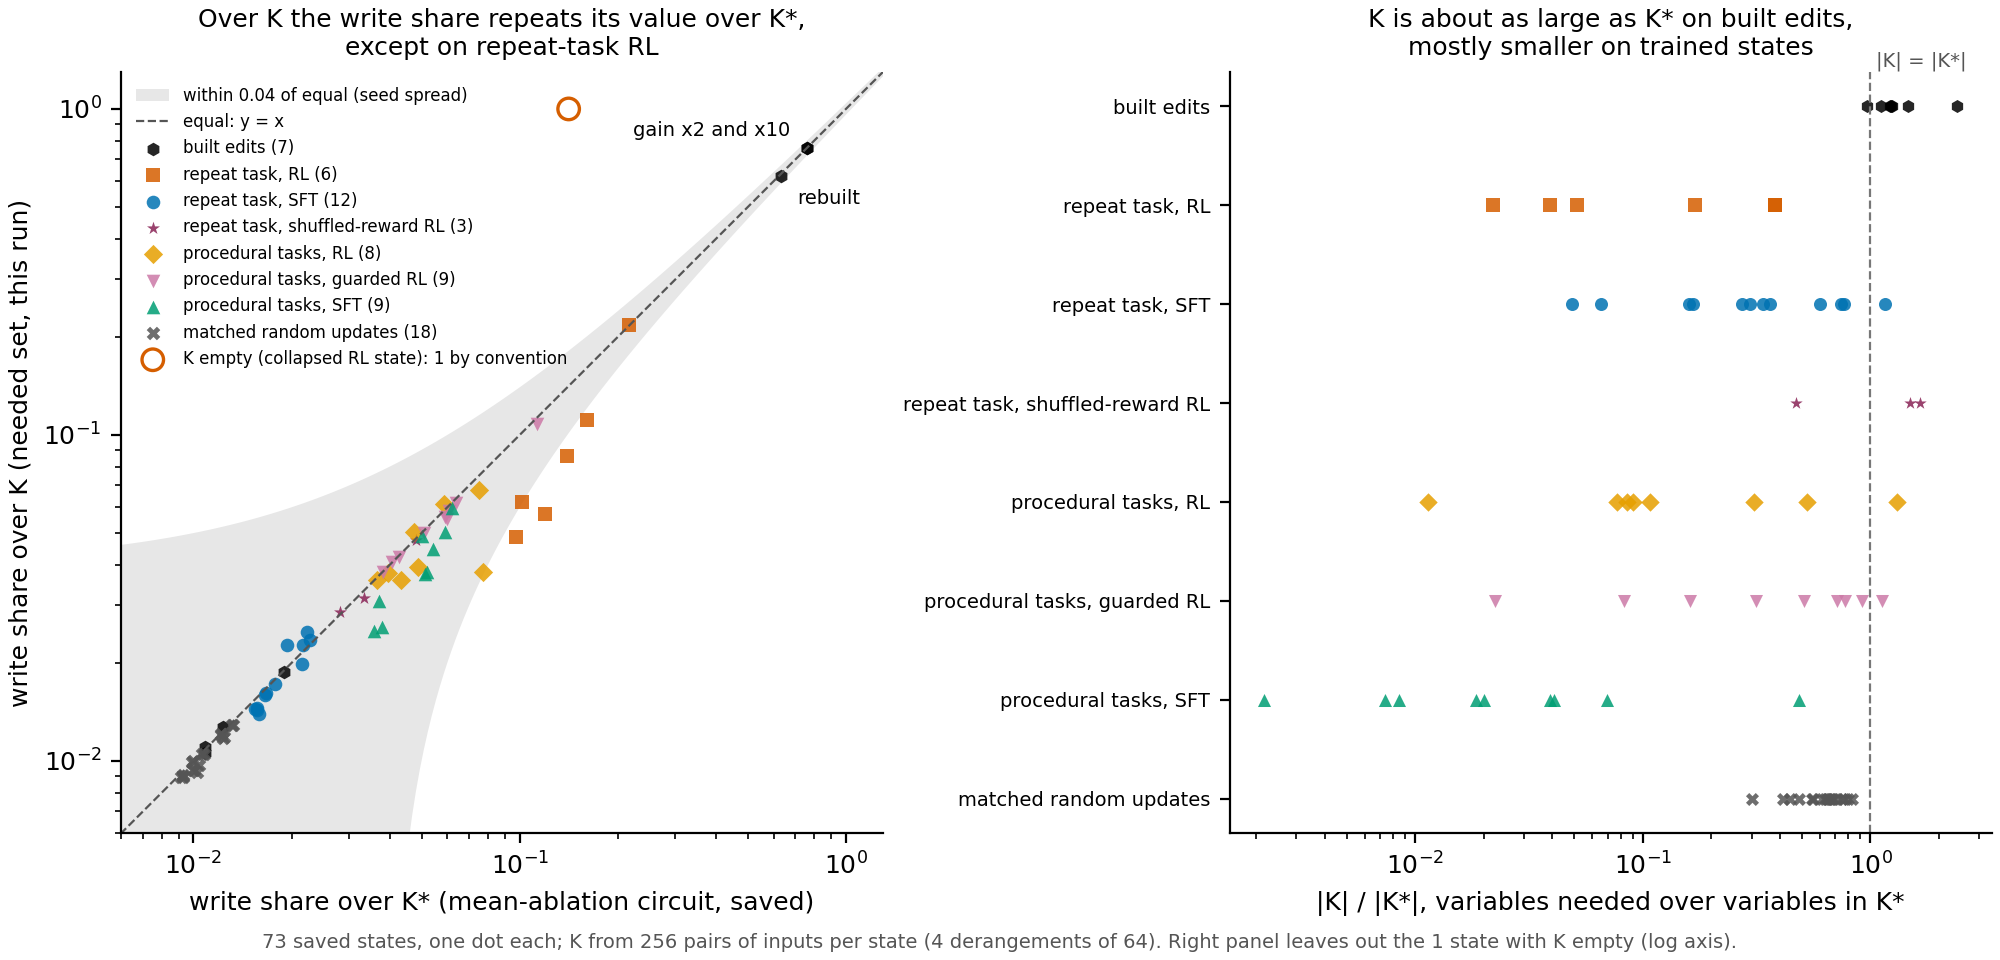 Over K the write share repeats its value over K*,
except on repeat-task RL
write share over K (needed set, this run)
10⁰
10⁻¹
10⁻²
within 0.04 of equal (seed spread)
equal: y = x
built edits (7)
repeat task, RL (6)
repeat task, SFT (12)
repeat task, shuffled-reward RL (3)
procedural tasks, RL (8)
procedural tasks, guarded RL (9)
procedural tasks, SFT (9)
matched random updates (18)
K empty (collapsed RL state): 1 by convention
gain x2 and x10
rebuilt
10⁻²
10⁻¹
10⁰
write share over K* (mean-ablation circuit, saved)
K is about as large as K* on built edits,
mostly smaller on trained states
|K| = |K*|
built edits
repeat task, RL
repeat task, SFT
repeat task, shuffled-reward RL
procedural tasks, RL
procedural tasks, guarded RL
procedural tasks, SFT
matched random updates
10⁻²
10⁻¹
10⁰
|K| / |K*|, variables needed over variables in K*
73 saved states, one dot each; K from 256 pairs of inputs per state (4 derangements of 64). Right panel leaves out the 1 state with K empty (log axis).